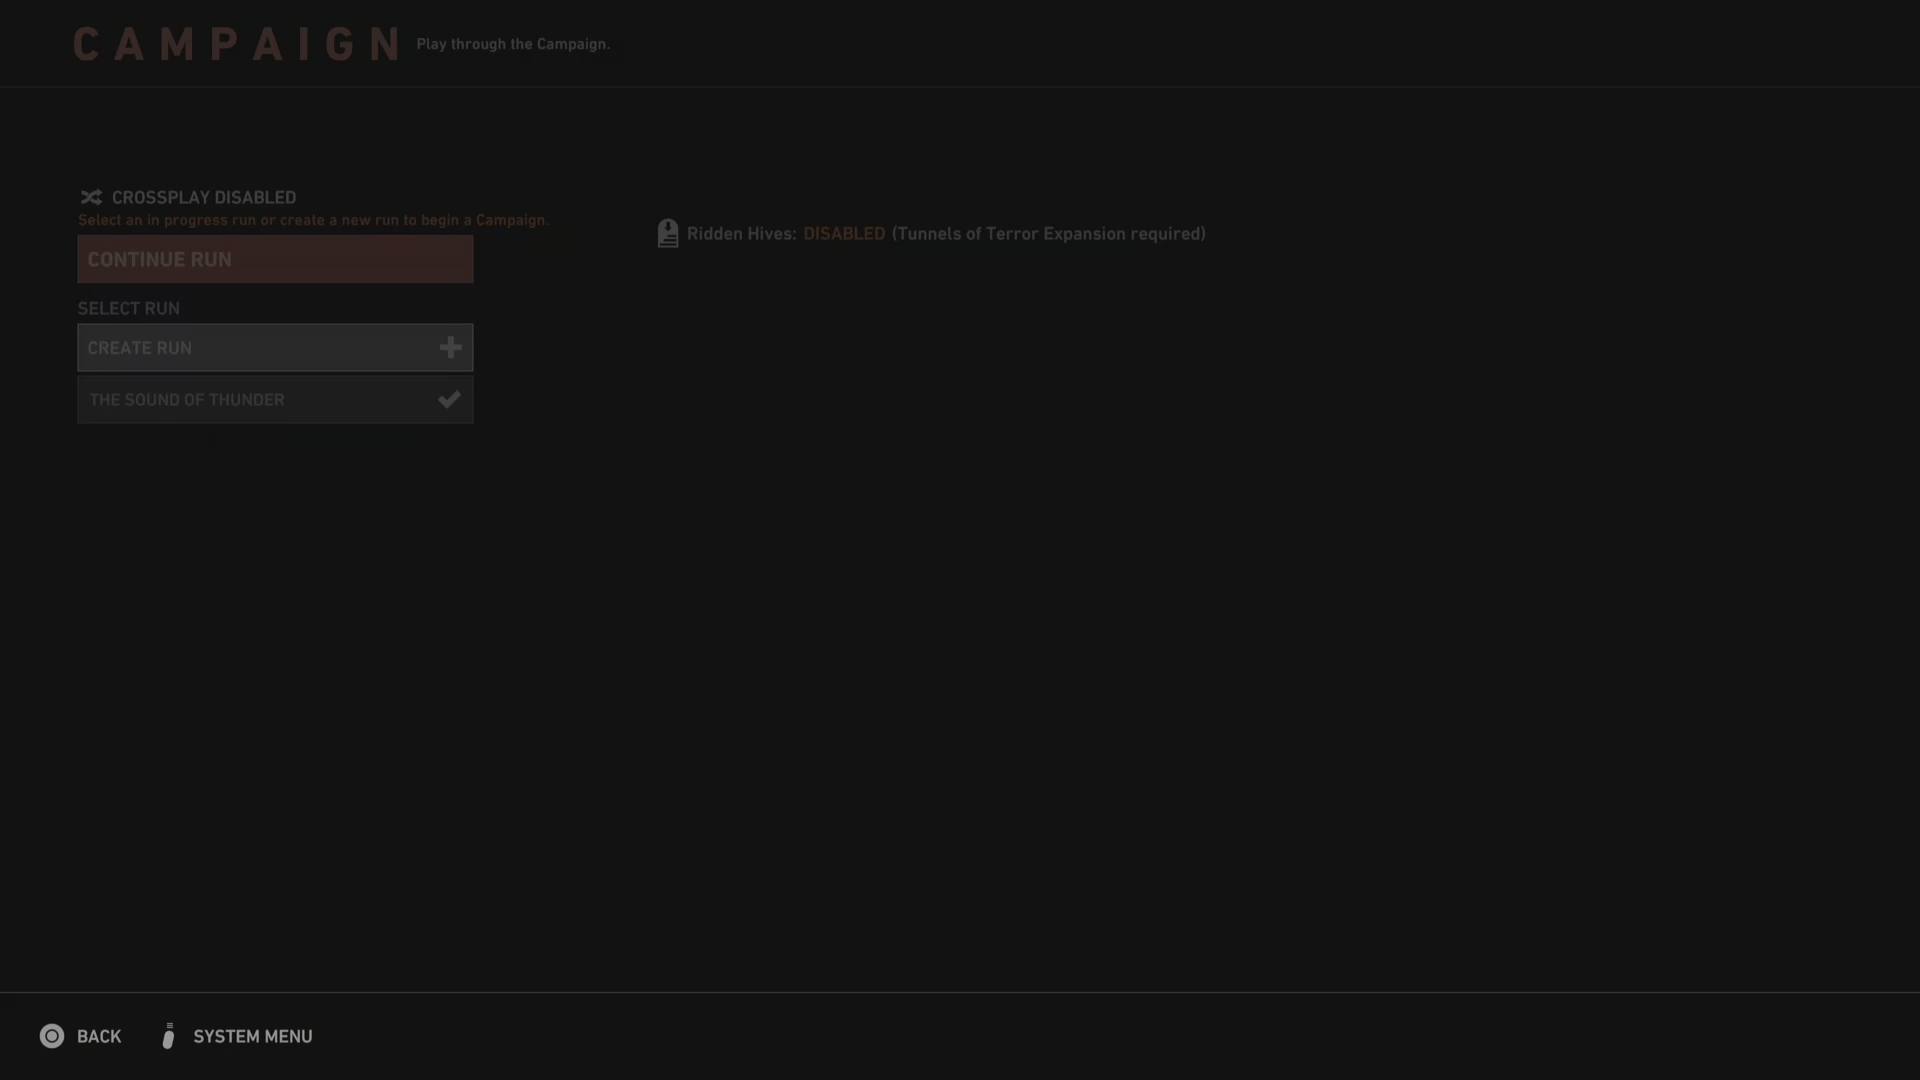 CAMPAIGN Play through the Campaign.
CROSSPLAY DISABLED
Select an in progress run or create a new run to begin a Campaign.
CONTINUE RUN
SELECT RUN
CREATE RUN
THE SOUND OF THUNDER
Ridden Hives: DISABLED (Tunnels of Terror Expansion required)
BACK SYSTEM MENU